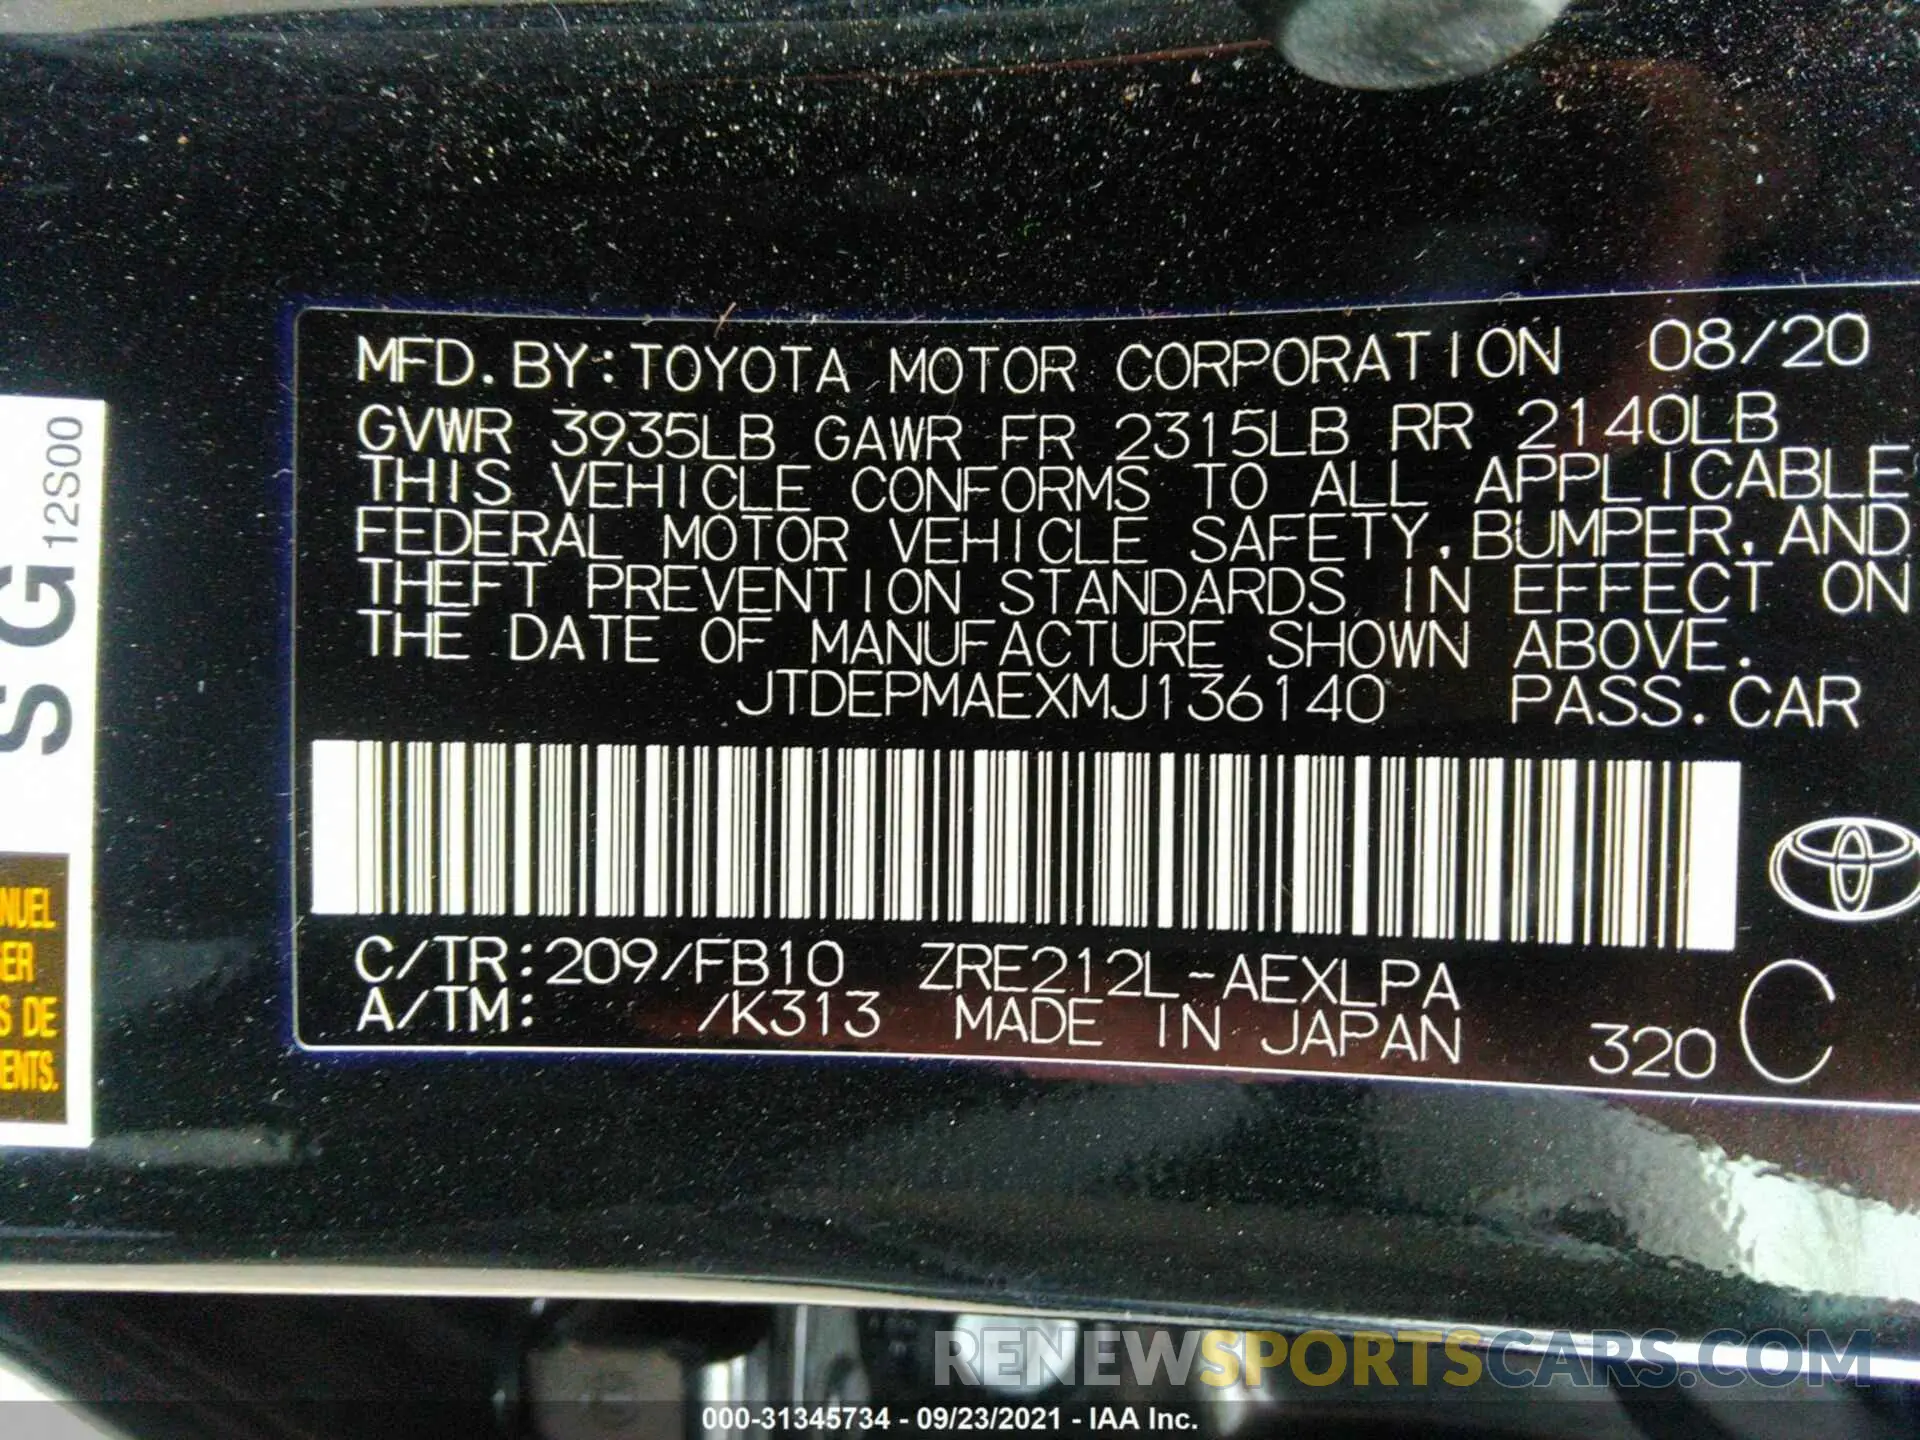 MFD.BY:TOYOTA MOTOR CORPORATION 08/20
GVWR 3935LB GAWR FR 2315LB RR 2140LB
THIS VEHICLE CONFORMS TO ALL APPLICABLE
FEDERAL MOTOR VEHICLE SAFETY,BUMPER,AND
THEFT PREVENTION STANDARDS IN EFFECT ON
THE DATE OF MANUFACTURE SHOWN ABOVE.
JTDEPMAEXMJ136140 PASS.CAR
C/TR:209/FB10 ZRE212L-AEXLPA
A/TM: /K313 MADE IN JAPAN 320 C
SG 12S00
NUEL
ER
S DE
ENTS.
RENEWSPORTSCARS.COM
000-31345734 - 09/23/2021 - IAA Inc.